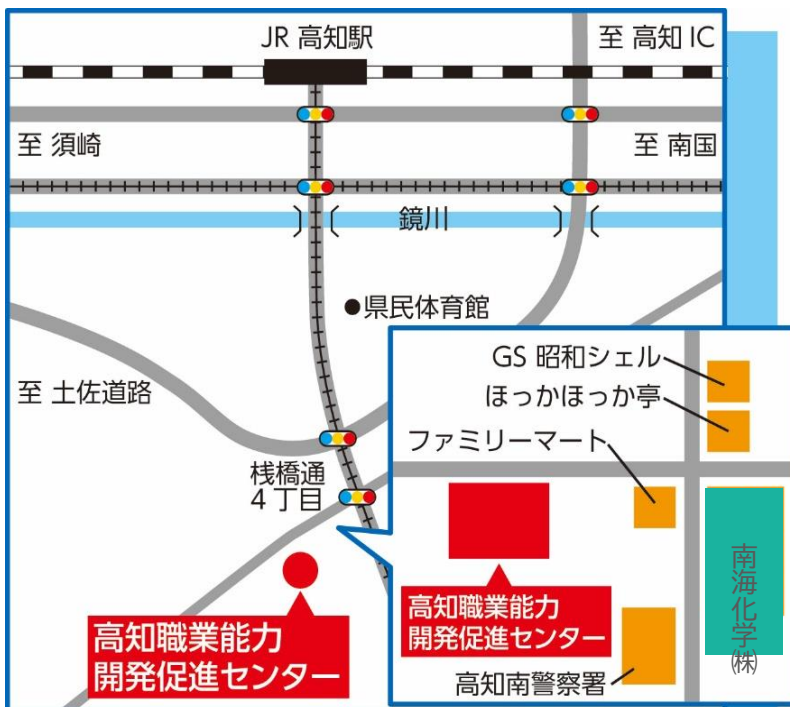 JR 高知駅
至 高知 IC
至 須崎
至 南国
鏡川
●県民体育館
至 土佐道路
桟橋通
4丁目
高知職業能力
開発促進センター
GS 昭和シェル
ほっかほっか亭
ファミリーマート
高知職業能力
開発促進センター
高知南警察署
南海化学㈱